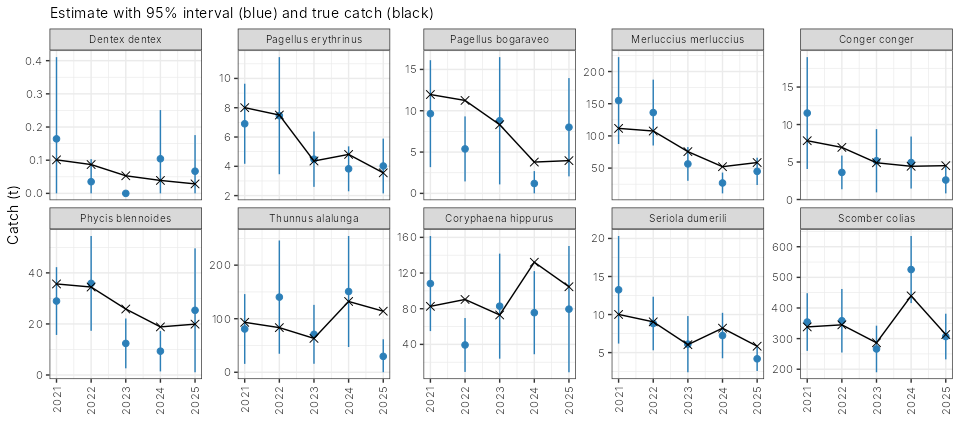 Estimate with 95% interval (blue) and true catch (black)
Catch (t)
Dentex dentex
Pagellus erythrinus
Pagellus bogaraveo
Merluccius merluccius
Conger conger
0.4
0.3
0.2
0.1
0.0
10
8
6
4
2
15
10
5
0
200
150
100
50
15
10
5
0
Phycis blennoides
Thunnus alalunga
Coryphaena hippurus
Seriola dumerili
Scomber colias
40
20
0
200
100
0
160
120
80
40
20
15
10
5
600
500
400
300
200
2021 2022 2023 2024 2025
2021 2022 2023 2024 2025
2021 2022 2023 2024 2025
2021 2022 2023 2024 2025
2021 2022 2023 2024 2025